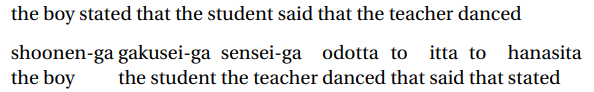 the boy stated that the student said that the teacher danced
shoonen-ga gakusei-ga sensei-ga odotta to itta to hanasita
the boy the student the teacher danced that said that stated